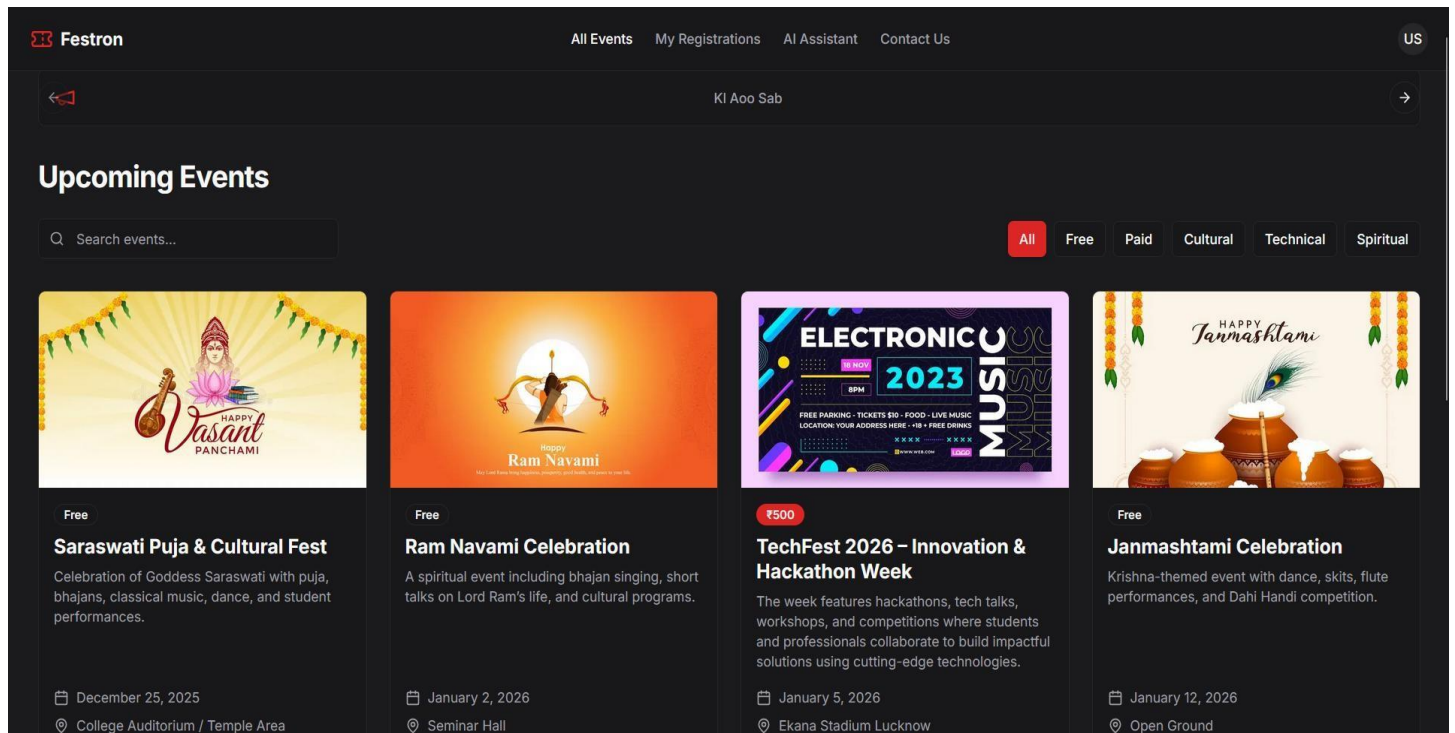 Festron
All Events My Registrations AI Assistant Contact Us
US
KI Aoo Sab
Upcoming Events
Search events...
All Free Paid Cultural Technical Spiritual
HAPPY
Vasant
PANCHAMI
Happy
Ram Navami
ELECTRONIC
MUSIC
MUSIC
18 NOV
8PM
2023
FREE PARKING - TICKETS $10 - FOOD - LIVE MUSIC
LOCATION: YOUR ADDRESS HERE - +18 + FREE DRINKS
WWW.WEB.COM
LOGO
HAPPY
Janmashtami
Free
Saraswati Puja & Cultural Fest
Celebration of Goddess Saraswati with puja,
bhajans, classical music, dance, and student
performances.
December 25, 2025
College Auditorium / Temple Area
Free
Ram Navami Celebration
A spiritual event including bhajan singing, short
talks on Lord Ram’s life, and cultural programs.
January 2, 2026
Seminar Hall
₹500
TechFest 2026 – Innovation &
Hackathon Week
The week features hackathons, tech talks,
workshops, and competitions where students
and professionals collaborate to build impactful
solutions using cutting-edge technologies.
January 5, 2026
Ekana Stadium Lucknow
Free
Janmashtami Celebration
Krishna-themed event with dance, skits, flute
performances, and Dahi Handi competition.
January 12, 2026
Open Ground